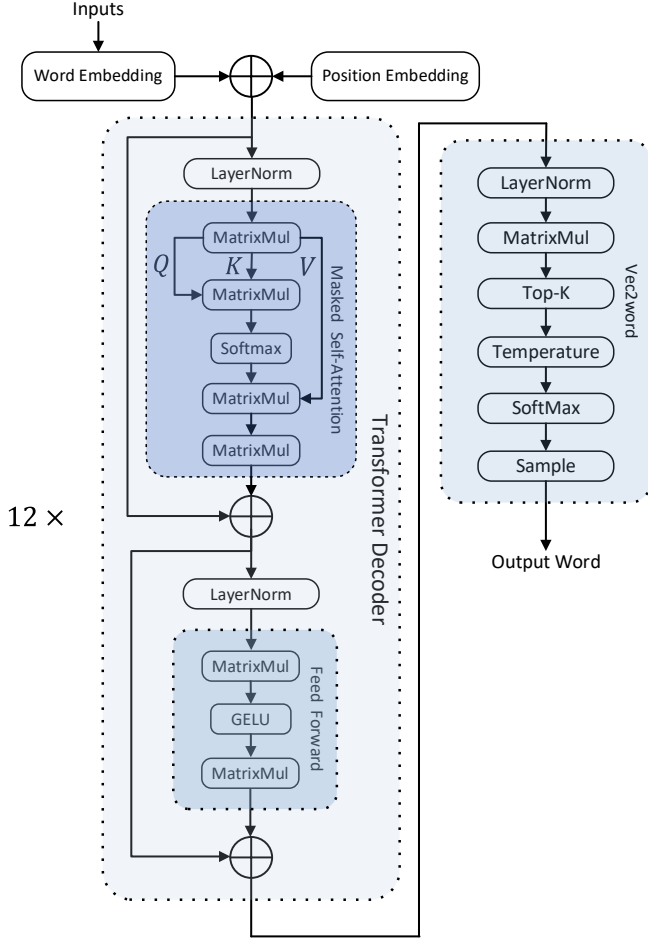 Inputs
Word Embedding
Position Embedding
LayerNorm
MatrixMul
Q
K
V
MatrixMul
Softmax
MatrixMul
MatrixMul
Masked Self-Attention
12 ×
Transformer Decoder
LayerNorm
MatrixMul
GELU
MatrixMul
Feed Forward
LayerNorm
MatrixMul
Top-K
Temperature
SoftMax
Sample
Vec2word
Output Word